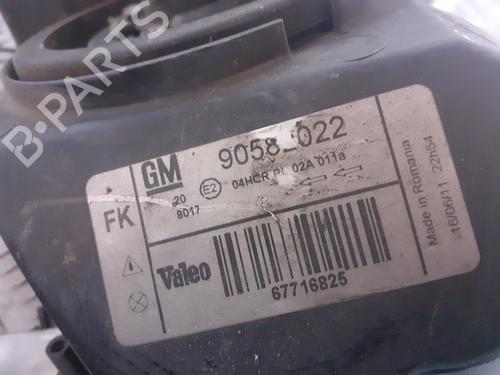 B-PARTS
GM
9058_022
FK
20
8017
E2
04HCR PL 02A 011a
Valeo
67716825
Made in Romania
16/06/11 22h54